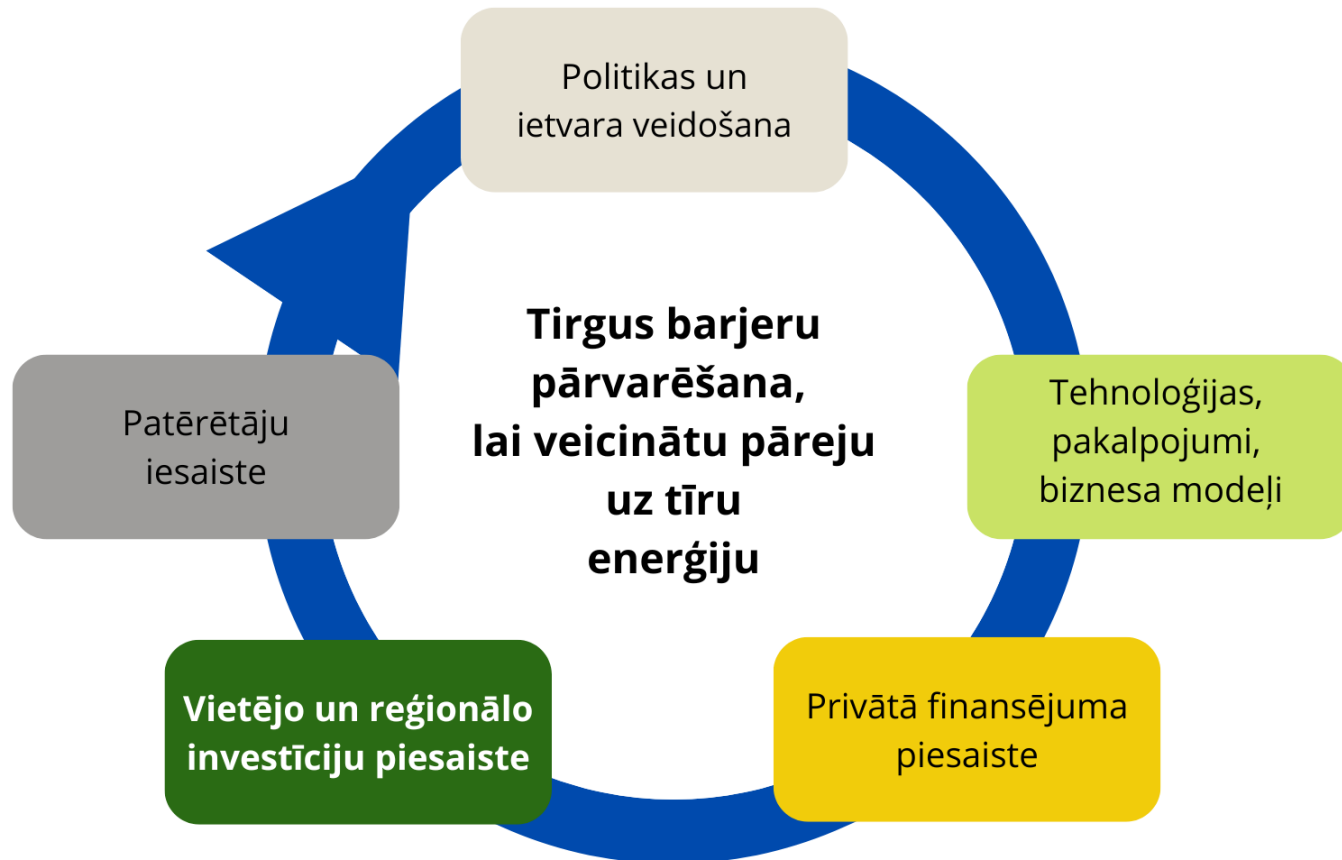 Politikas un
ietvara veidošana
Tirgus barjeru
pārvarēšana,
lai veicinātu pāreju
uz tīru
enerģiju
Patērētāju
iesaiste
Tehnoloģijas,
pakalpojumi,
biznesa modeļi
Vietējo un reģionālo
investīciju piesaiste
Privātā finansējuma
piesaiste